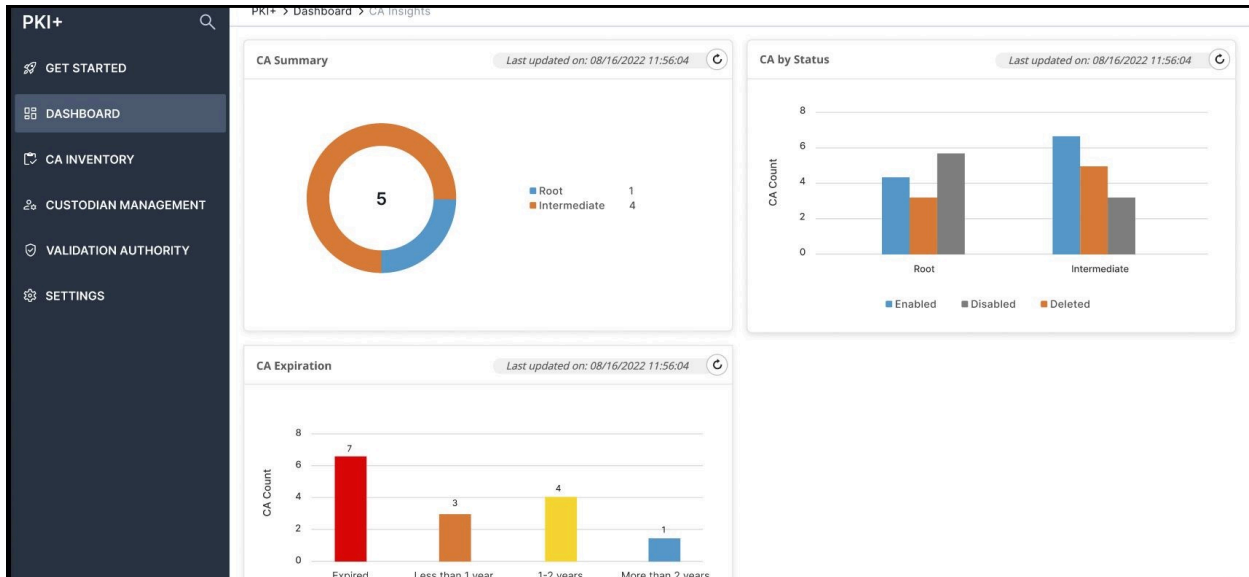 PKI+
PKI+ > Dashboard > CA Insights
GET STARTED
DASHBOARD
CA INVENTORY
CUSTODIAN MANAGEMENT
VALIDATION AUTHORITY
SETTINGS
CA Summary
Last updated on: 08/16/2022 11:56:04
5
Root 1
Intermediate 4
CA by Status
Last updated on: 08/16/2022 11:56:04
CA Count
8
6
4
2
0
Root Intermediate
Enabled Disabled Deleted
CA Expiration
Last updated on: 08/16/2022 11:56:04
CA Count
8
6
4
2
0
7
3
4
1
Expired Less than 1 year 1-2 years More than 2 years